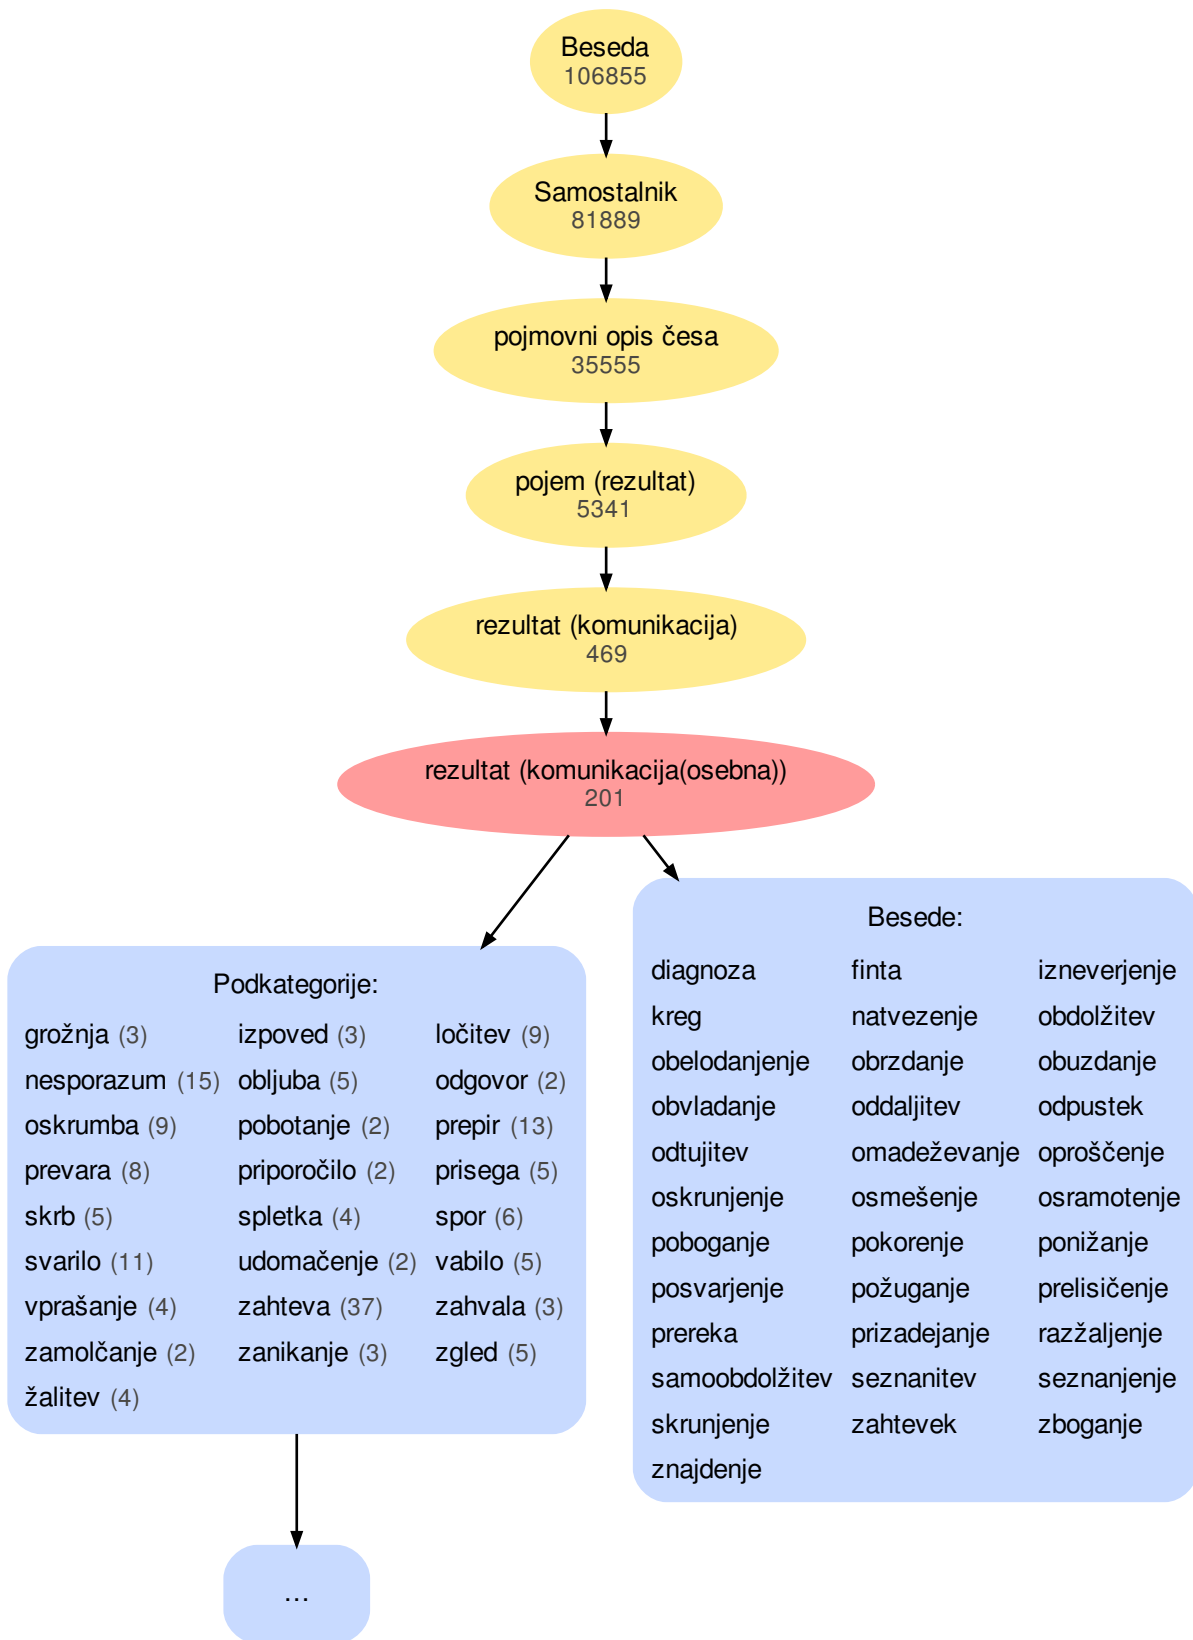 Beseda
106855
Samostalnik
81889
pojmovni opis česa
35555
pojem (rezultat)
5341
rezultat (komunikacija)
469
rezultat (komunikacija(osebna))
201
Podkategorije:
grožnja (3) izpoved (3) ločitev (9)
nesporazum (15) obljuba (5) odgovor (2)
oskrumba (9) pobotanje (2) prepir (13)
prevara (8) priporočilo (2) prisega (5)
skrb (5) spletka (4) spor (6)
svarilo (11) udomačenje (2) vabilo (5)
vprašanje (4) zahteva (37) zahvala (3)
zamolčanje (2) zanikanje (3) zgled (5)
žalitev (4)
Besede:
diagnoza finta izneverjenje
kreg natvezenje obdolžitev
obelodanjenje obrzdanje obuzdanje
obvladanje oddaljitev odpustek
odtujitev omadeževanje oproščenje
oskrunjenje osmešenje osramotenje
poboganje pokorenje ponižanje
posvarjenje požuganje prelisičenje
prereka prizadejanje razžaljenje
samoobdolžitev seznanitev seznanjenje
skrunjenje zahtevek zboganje
znajdenje
...